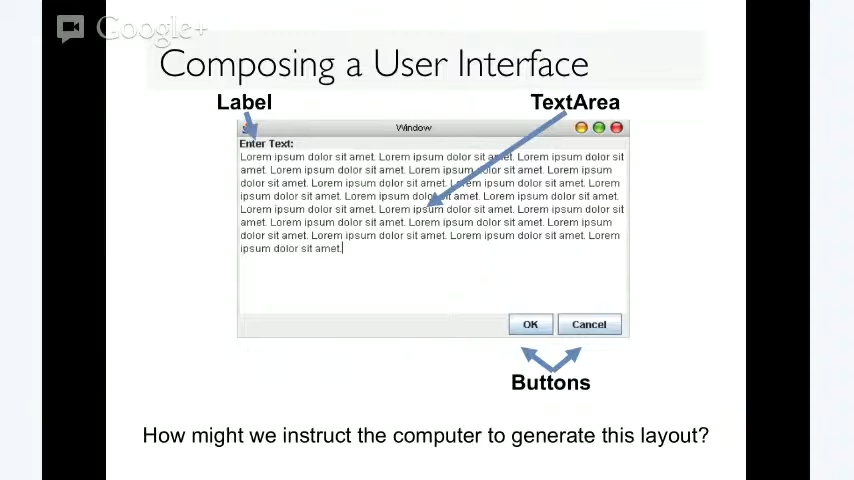 Google+
Composing a User Interface
Label
TextArea
Window
Enter Text:
Lorem ipsum dolor sit amet. Lorem ipsum dolor sit amet. Lorem ipsum dolor sit
amet. Lorem ipsum dolor sit amet. Lorem ipsum dolor sit amet. Lorem ipsum
dolor sit amet. Lorem ipsum dolor sit amet. Lorem ipsum dolor sit amet. Lorem
ipsum dolor sit amet. Lorem ipsum dolor sit amet. Lorem ipsum dolor sit amet.
Lorem ipsum dolor sit amet. Lorem ipsum dolor sit amet. Lorem ipsum dolor sit
amet. Lorem ipsum dolor sit amet. Lorem ipsum dolor sit amet. Lorem ipsum
dolor sit amet. Lorem ipsum dolor sit amet. Lorem ipsum dolor sit amet. Lorem
ipsum dolor sit amet.
OK
Cancel
Buttons
How might we instruct the computer to generate this layout?